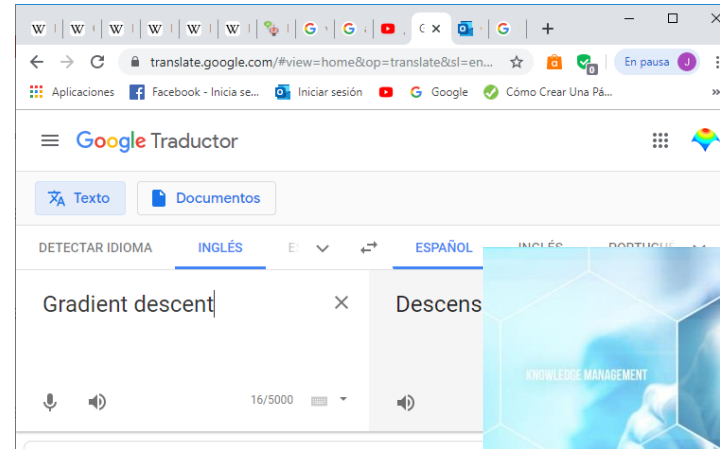 translate.google.com/#view=home&op=translate&sl=en...
En pausa
J
Aplicaciones
Facebook - Inicia se...
Iniciar sesión
Google
Cómo Crear Una Pá...
Google Traductor
Texto
Documentos
DETECTAR IDIOMA
INGLÉS
ESPAÑOL
INGLÉS
Gradient descent
Descens
KNOWLEDGE MANAGEMENT
16/5000